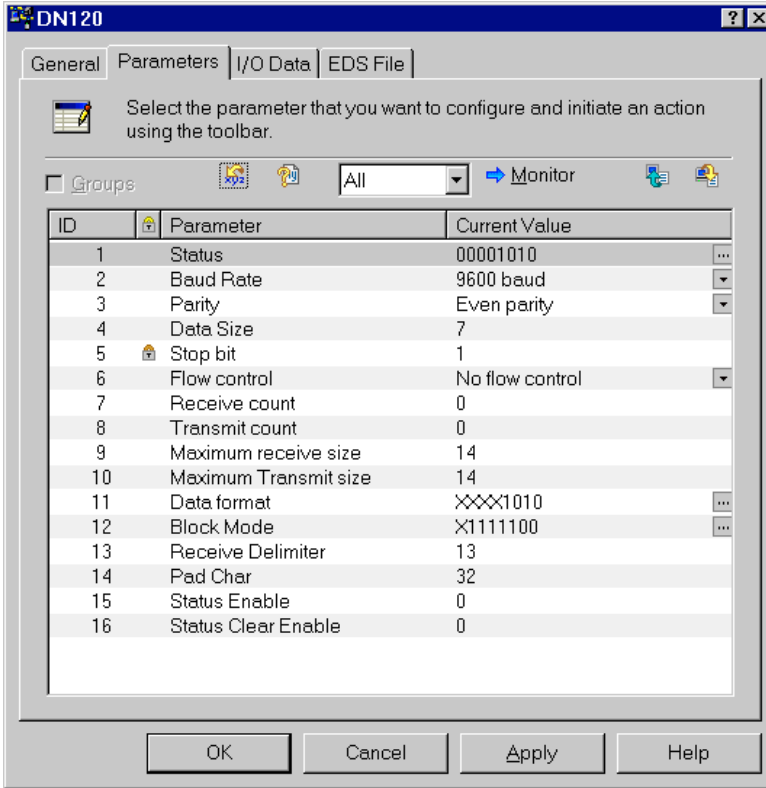 DN120
General Parameters I/O Data EDS File
Select the parameter that you want to configure and initiate an action
using the toolbar.
Groups All Monitor
ID Parameter Current Value
1 Status 00001010 ...
2 Baud Rate 9600 baud
3 Parity Even parity
4 Data Size 7
5 Stop bit 1
6 Flow control No flow control
7 Receive count 0
8 Transmit count 0
9 Maximum receive size 14
10 Maximum Transmit size 14
11 Data format XXXX1010 ...
12 Block Mode X1111100 ...
13 Receive Delimiter 13
14 Pad Char 32
15 Status Enable 0
16 Status Clear Enable 0
OK Cancel Apply Help